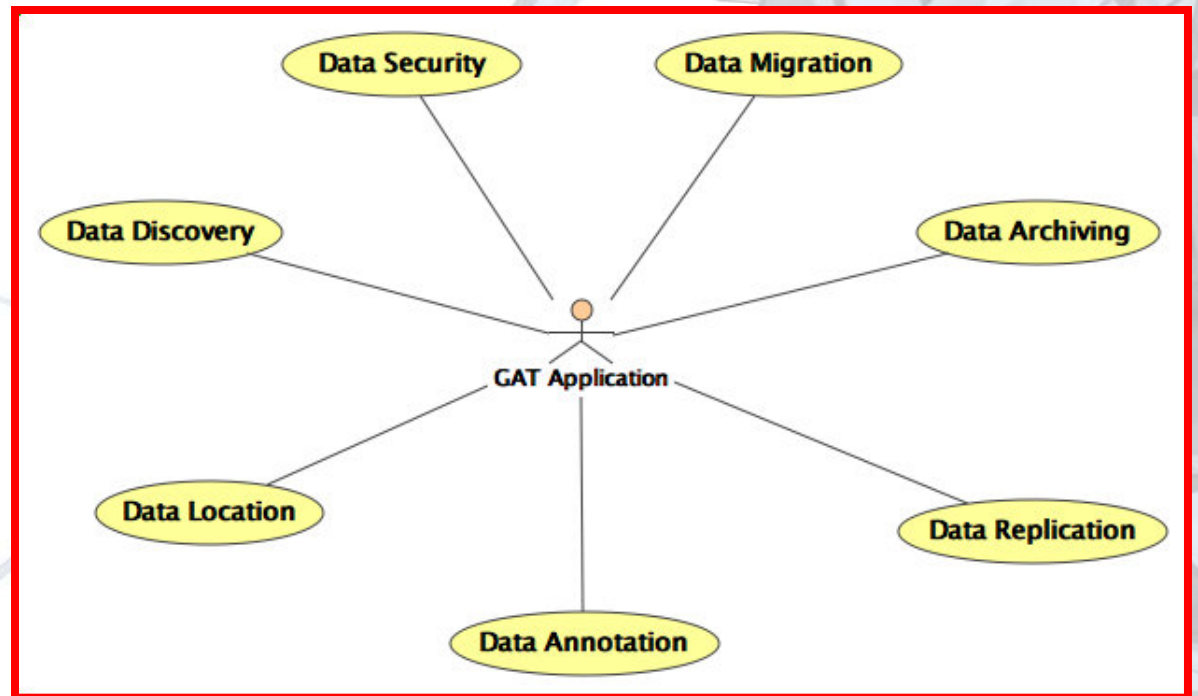 Data Security
Data Migration
Data Discovery
Data Archiving
GAT Application
Data Location
Data Replication
Data Annotation